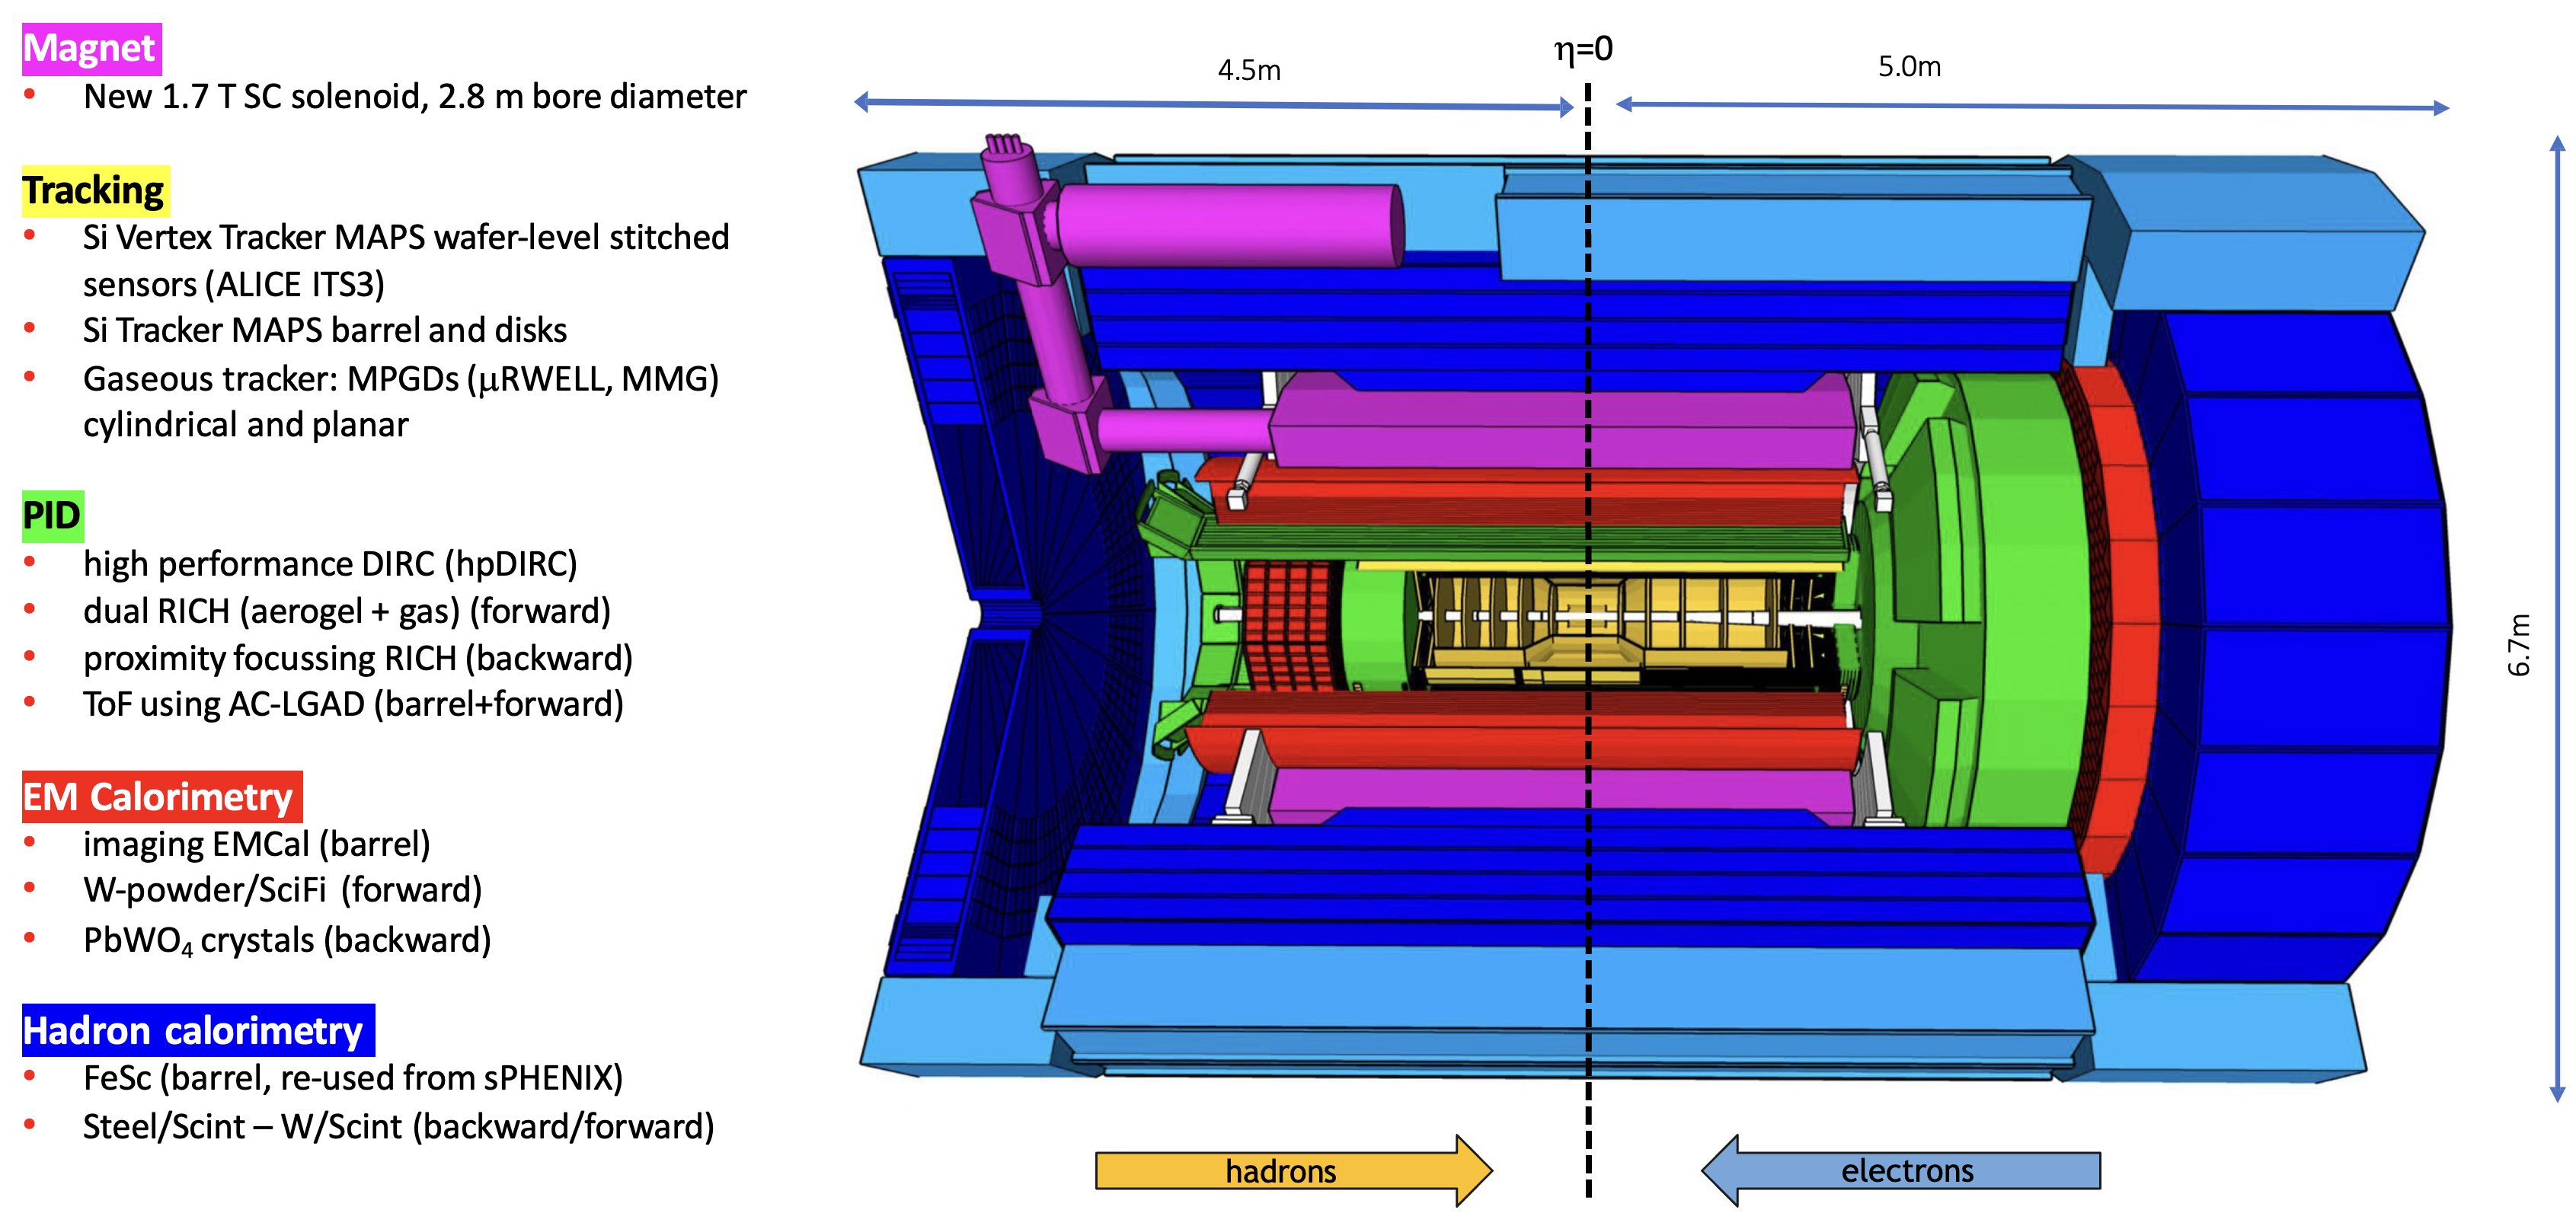 Magnet
• New 1.7 T SC solenoid, 2.8 m bore diameter
Tracking
• Si Vertex Tracker MAPS wafer-level stitched
sensors (ALICE ITS3)
• Si Tracker MAPS barrel and disks
• Gaseous tracker: MPGDs (μRWELL, MMG)
cylindrical and planar
PID
• high performance DIRC (hpDIRC)
• dual RICH (aerogel + gas) (forward)
• proximity focussing RICH (backward)
• ToF using AC-LGAD (barrel+forward)
EM Calorimetry
• imaging EMCal (barrel)
• W-powder/SciFi (forward)
• PbWO₄ crystals (backward)
Hadron calorimetry
• FeSc (barrel, re-used from sPHENIX)
• Steel/Scint – W/Scint (backward/forward)
4.5m
η=0
5.0m
6.7m
hadrons
electrons